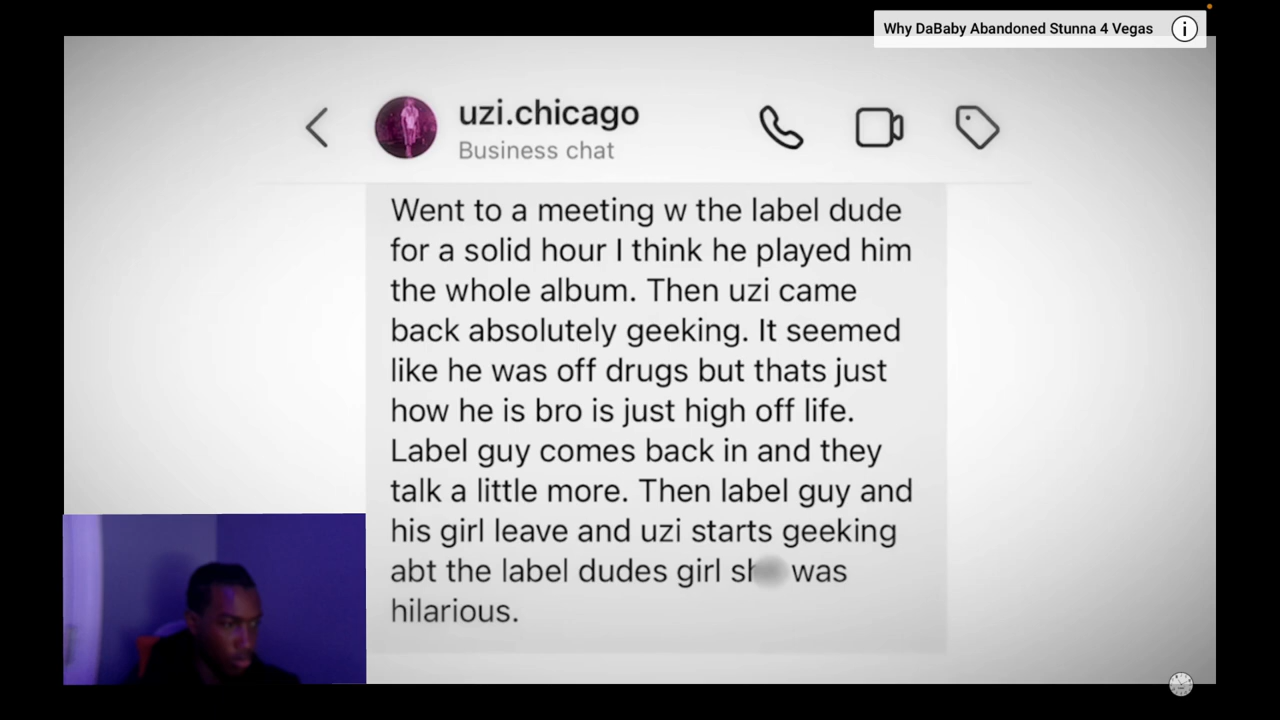 Why DaBaby Abandoned Stunna 4 Vegas
uzi.chicago
Business chat
Went to a meeting w the label dude
for a solid hour I think he played him
the whole album. Then uzi came
back absolutely geeking. It seemed
like he was off drugs but thats just
how he is bro is just high off life.
Label guy comes back in and they
talk a little more. Then label guy and
his girl leave and uzi starts geeking
abt the label dudes girl was
hilarious.